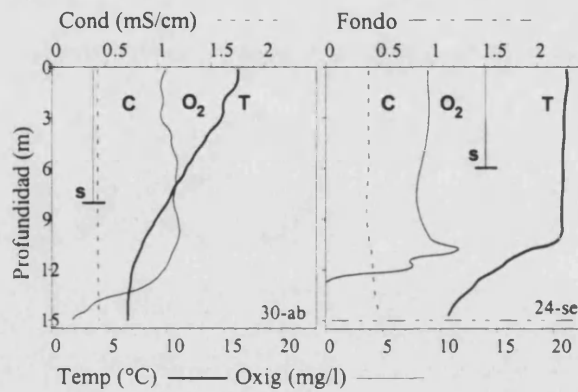 Cond (mS/cm) Fondo
0 0.5 1 1.5 2 0 0.5 1 1.5 2
Profundidad (m)
0
3
6
9
12
15
C O2 T
s
30-ab
C O2 T
s
24-se
0 5 10 15 20 0 5 10 15 20
Temp (°C) Oxig (mg/l)